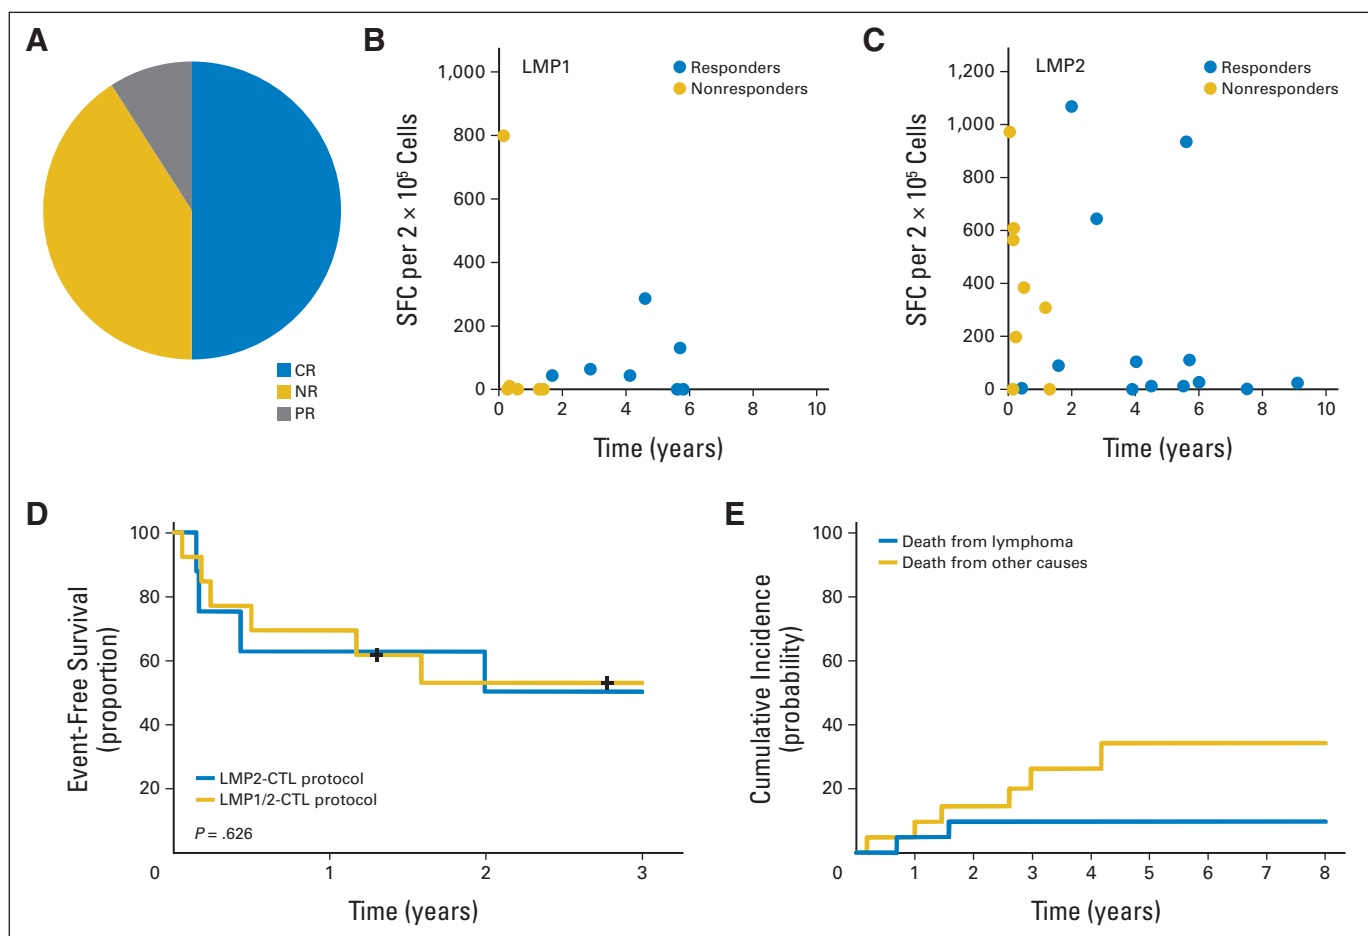 A
CR
NR
PR
B
LMP1
Responders
Nonresponders
SFC per 2 × 10⁵ Cells
1,000
800
600
400
200
0
0 2 4 6 8 10
Time (years)
C
LMP2
Responders
Nonresponders
SFC per 2 × 10⁵ Cells
1,200
1,000
800
600
400
200
0
0 2 4 6 8 10
Time (years)
D
Event-Free Survival
(proportion)
100
80
60
40
20
LMP2-CTL protocol
LMP1/2-CTL protocol
P = .626
0 1 2 3
Time (years)
E
Cumulative Incidence
(probability)
100
80
60
40
20
Death from lymphoma
Death from other causes
0 1 2 3 4 5 6 7 8
Time (years)